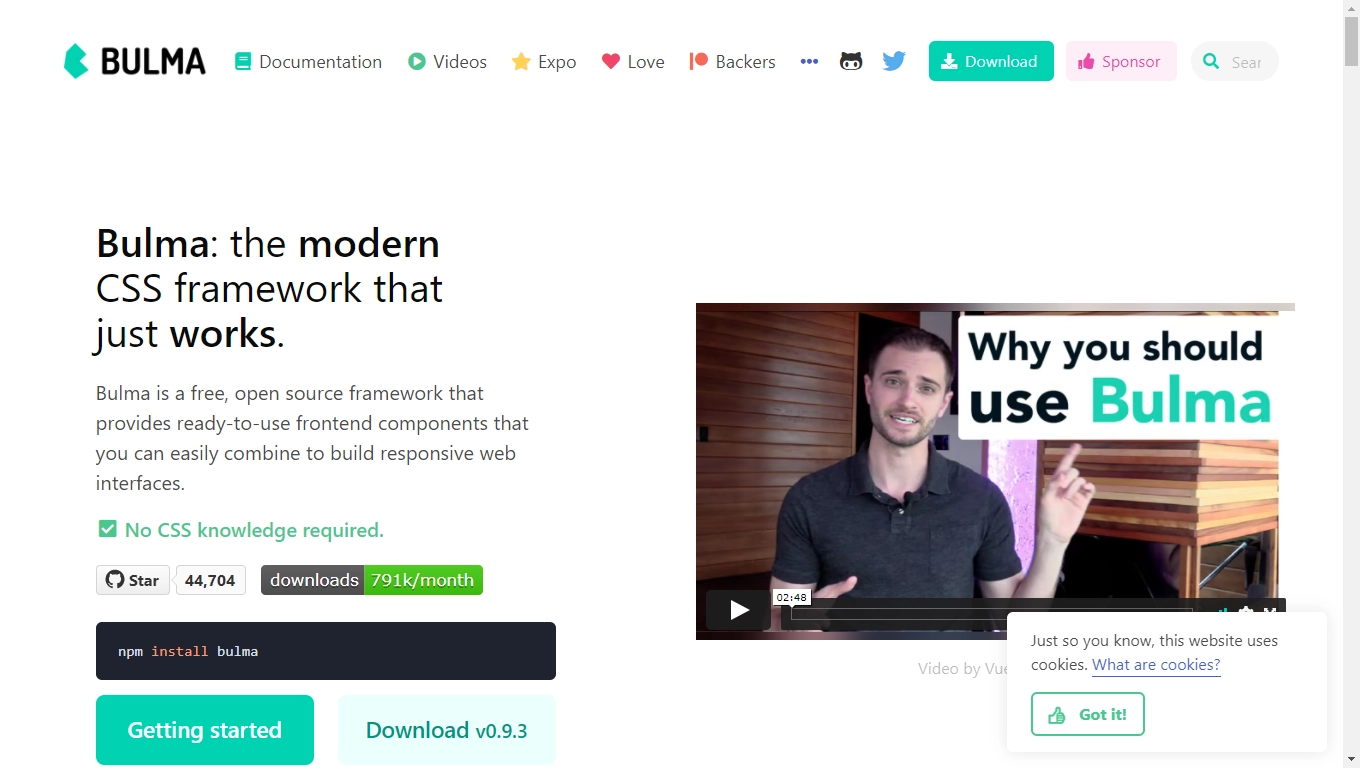 BULMA
Documentation
Videos
Expo
Love
Backers
Download
Sponsor
Sear
Bulma: the modern
CSS framework that
just works.
Bulma is a free, open source framework that
provides ready-to-use frontend components that
you can easily combine to build responsive web
interfaces.
No CSS knowledge required.
Star
44,704
downloads 791k/month
npm install bulma
Getting started
Download v0.9.3
Why you should
use Bulma
02:48
Video by Vue
Just so you know, this website uses
cookies. What are cookies?
Got it!